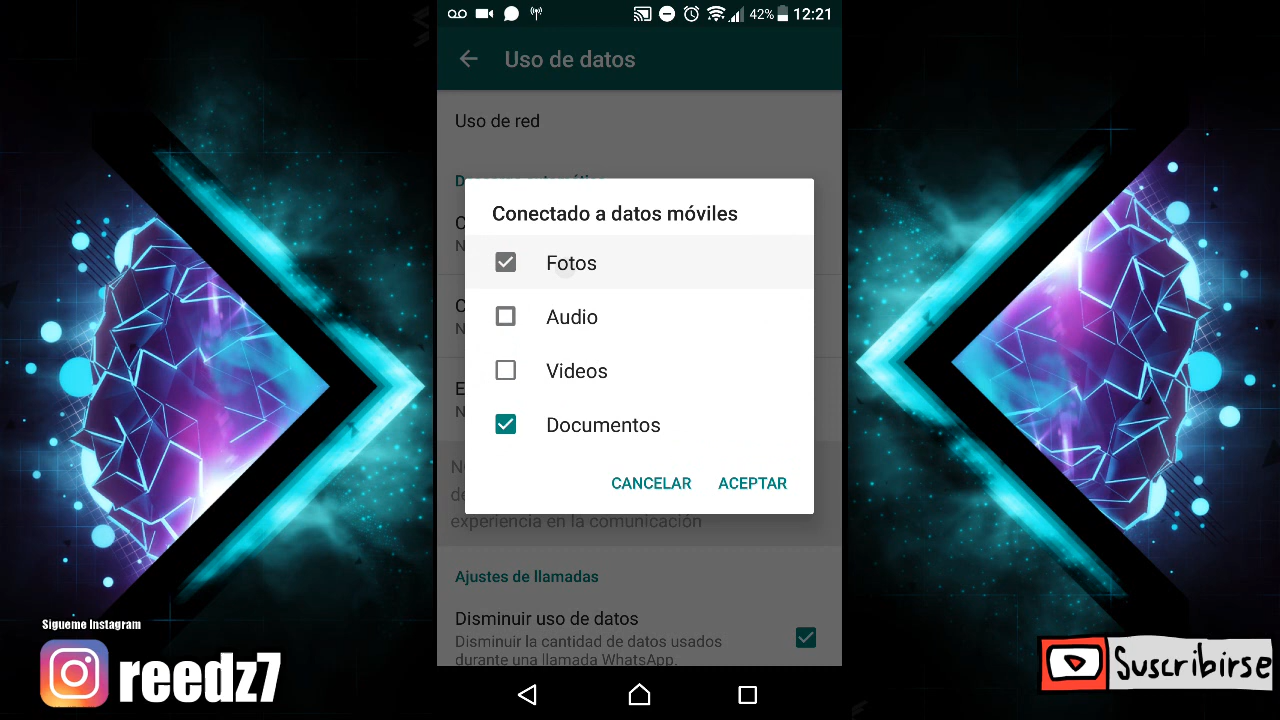 42% 12:21
Uso de datos
Uso de red
Conectado a datos móviles
Fotos
Audio
Videos
Documentos
CANCELAR ACEPTAR
experiencia en la comunicación
Ajustes de llamadas
Disminuir uso de datos
Disminuir la cantidad de datos usados
durante una llamada WhatsApp.
Sigueme Instagram
reedz7
Suscribirse